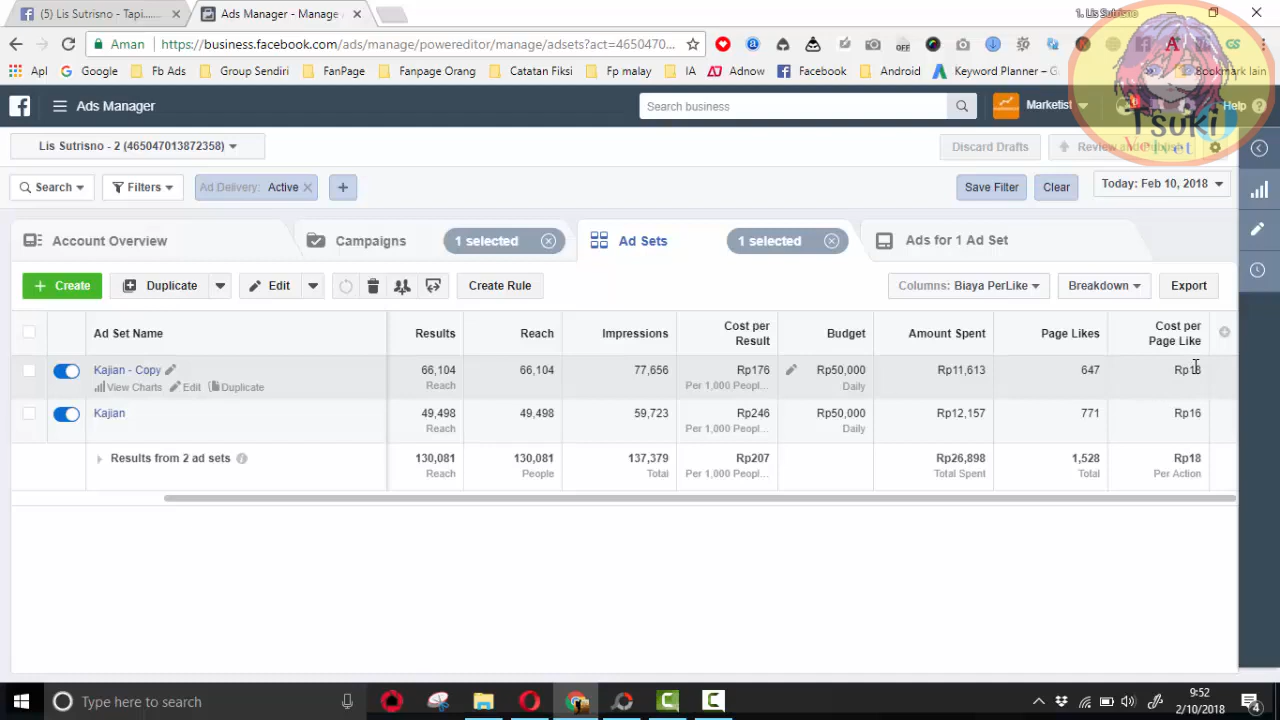 (5) Lis Sutrisno - Tapi......
Ads Manager - Manage
1. Lis Sutrisno
Aman https://business.facebook.com/ads/manage/powereditor/manage/adsets?act=4650470...
Apl Google Fb Ads Group Sendiri FanPage Fanpage Orang Catatan Fiksi Fp malay IA Adnow Facebook Android Keyword Planner – G Bookmark lain
Ads Manager
Search business
Marketist
Help
Tsuki
Velvet
Lis Sutrisno - 2 (465047013872358)
Discard Drafts
Review and
Search Filters Ad Delivery: Active
Save Filter Clear Today: Feb 10, 2018
Account Overview Campaigns 1 selected Ad Sets 1 selected Ads for 1 Ad Set
+ Create Duplicate Edit Create Rule Columns: Biaya PerLike Breakdown Export
Ad Set Name Results Reach Impressions Cost per Result Budget Amount Spent Page Likes Cost per Page Like
Kajian - Copy 66,104 66,104 77,656 Rp176 Rp50,000 Rp11,613 647 Rp18
View Charts Edit Duplicate Reach Per 1,000 Peopl... Daily
Kajian 49,498 49,498 59,723 Rp246 Rp50,000 Rp12,157 771 Rp16
Reach Per 1,000 Peopl... Daily
Results from 2 ad sets 130,081 130,081 137,379 Rp207 Rp26,898 1,528 Rp18
Reach People Total Per 1,000 Peopl... Total Spent Total Per Action
Type here to search
9:52
2/10/2018
4